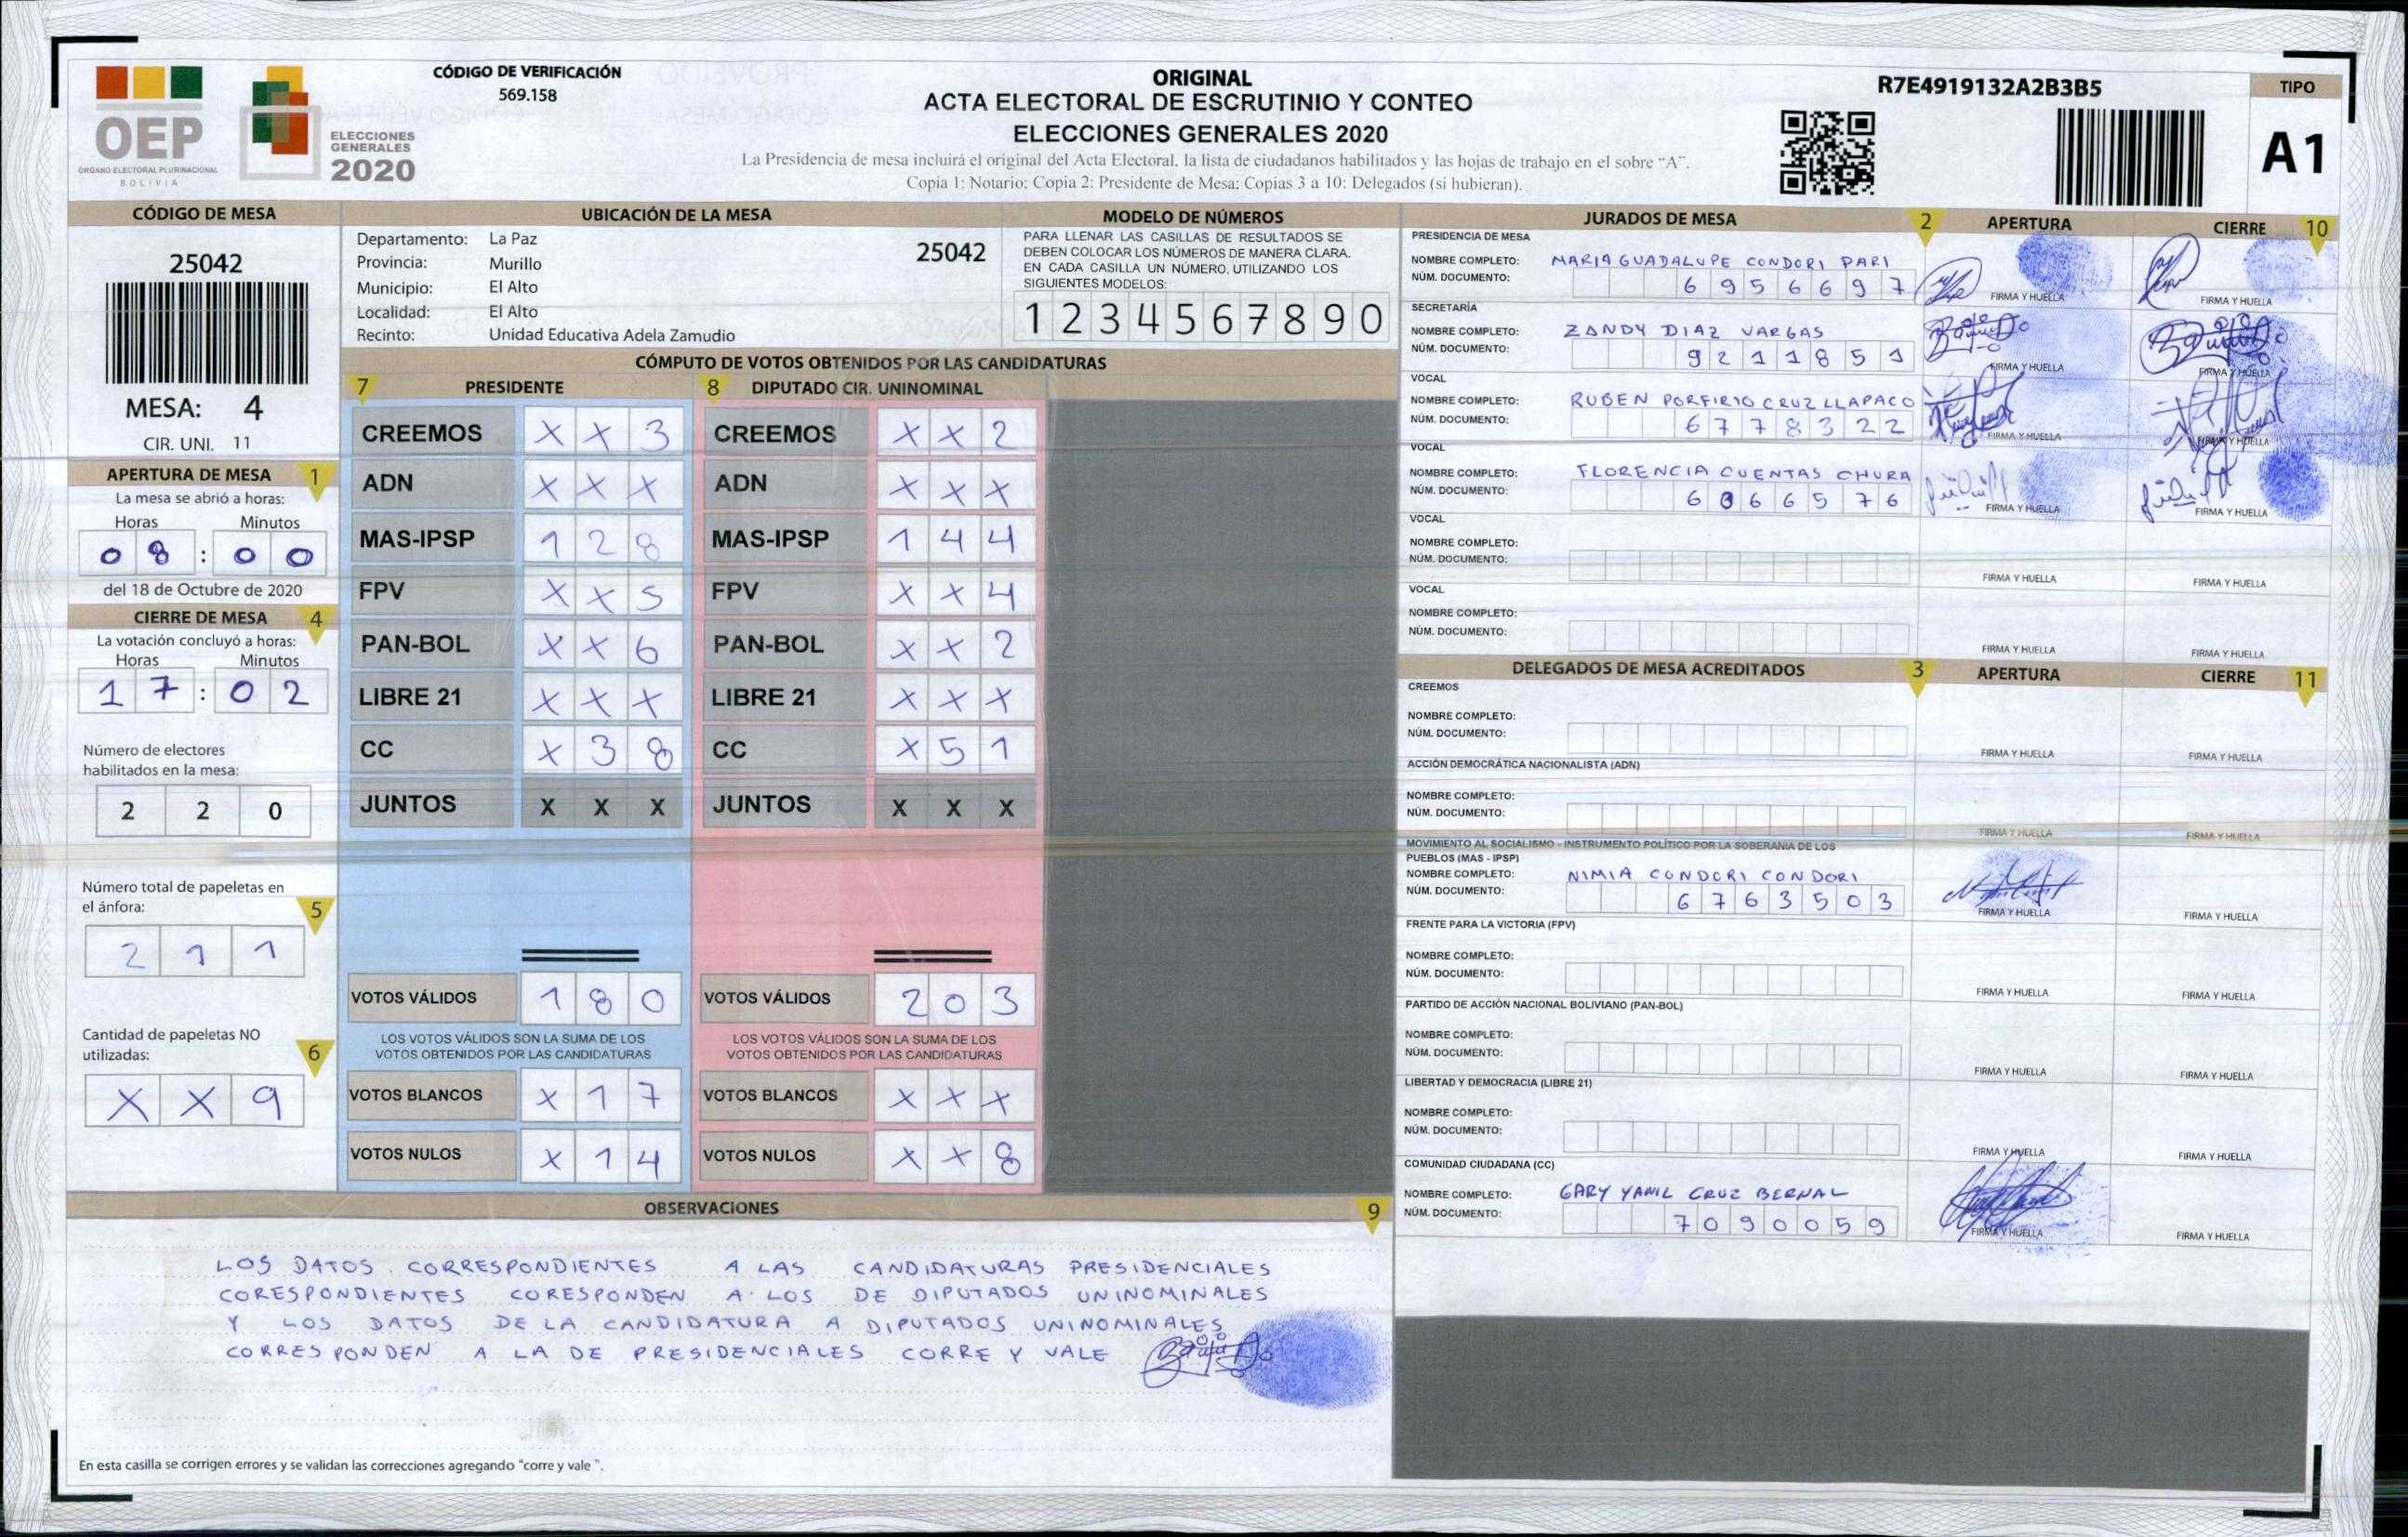 OEP
ÓRGANO ELECTORAL PLURINACIONAL
BOLIVIA
ELECCIONES
GENERALES
2020
CÓDIGO DE VERIFICACIÓN
569.158
ORIGINAL
ACTA ELECTORAL DE ESCRUTINIO Y CONTEO
ELECCIONES GENERALES 2020
La Presidencia de mesa incluirá el original del Acta Electoral, la lista de ciudadanos habilitados y las hojas de trabajo en el sobre "A".
Copia 1: Notario; Copia 2: Presidente de Mesa; Copias 3 a 10: Delegados (si hubieran).
R7E4919132A2B3B5
TIPO
A1
CÓDIGO DE MESA
25042
MESA: 4
CIR. UNI. 11
APERTURA DE MESA 1
La mesa se abrió a horas:
Horas Minutos
0 8 : 0 0
del 18 de Octubre de 2020
CIERRE DE MESA 4
La votación concluyó a horas:
Horas Minutos
1 7 : 0 2
Número de electores
habilitados en la mesa:
2 2 0
Número total de papeletas en
el ánfora: 5
2 1 1
Cantidad de papeletas NO
utilizadas: 6
X X 9
UBICACIÓN DE LA MESA
Departamento: La Paz 25042
Provincia: Murillo
Municipio: El Alto
Localidad: El Alto
Recinto: Unidad Educativa Adela Zamudio
MODELO DE NÚMEROS
PARA LLENAR LAS CASILLAS DE RESULTADOS SE
DEBEN COLOCAR LOS NÚMEROS DE MANERA CLARA.
EN CADA CASILLA UN NÚMERO, UTILIZANDO LOS
SIGUIENTES MODELOS:
1 2 3 4 5 6 7 8 9 0
CÓMPUTO DE VOTOS OBTENIDOS POR LAS CANDIDATURAS
7 PRESIDENTE 8 DIPUTADO CIR. UNINOMINAL
CREEMOS X X 3 CREEMOS X X 2
ADN X X X ADN X X X
MAS-IPSP 1 2 8 MAS-IPSP 1 4 4
FPV X X 5 FPV X X 4
PAN-BOL X X 6 PAN-BOL X X 2
LIBRE 21 X X X LIBRE 21 X X X
CC X 3 8 CC X 5 1
JUNTOS X X X JUNTOS X X X
VOTOS VÁLIDOS 1 8 0 VOTOS VÁLIDOS 2 0 3
LOS VOTOS VÁLIDOS SON LA SUMA DE LOS LOS VOTOS VÁLIDOS SON LA SUMA DE LOS
VOTOS OBTENIDOS POR LAS CANDIDATURAS VOTOS OBTENIDOS POR LAS CANDIDATURAS
VOTOS BLANCOS X 1 7 VOTOS BLANCOS X X X
VOTOS NULOS X 1 4 VOTOS NULOS X X 8
OBSERVACIONES 9
LOS DATOS CORRESPONDIENTES A LAS CANDIDATURAS PRESIDENCIALES
CORESPONDIENTES CORESPONDEN A LOS DE DIPUTADOS UNINOMINALES
Y LOS DATOS DE LA CANDIDATURA A DIPUTADOS UNINOMINALES
CORRESPONDEN A LA DE PRESIDENCIALES CORRE Y VALE
En esta casilla se corrigen errores y se validan las correcciones agregando "corre y vale ".
JURADOS DE MESA 2 APERTURA CIERRE 10
PRESIDENCIA DE MESA
NOMBRE COMPLETO: MARIA GUADALUPE CONDORI PARI
NÚM. DOCUMENTO: 6 9 5 6 6 9 7
FIRMA Y HUELLA FIRMA Y HUELLA
SECRETARÍA
NOMBRE COMPLETO: ZANDY DIAZ VARGAS
NÚM. DOCUMENTO: 9 2 1 1 8 5 1
FIRMA Y HUELLA FIRMA Y HUELLA
VOCAL
NOMBRE COMPLETO: RUBEN PORFIRIO CRUZ LLAPACO
NÚM. DOCUMENTO: 6 7 7 8 3 2 2
FIRMA Y HUELLA FIRMA Y HUELLA
VOCAL
NOMBRE COMPLETO: FLORENCIA CUENTAS CHURA
NÚM. DOCUMENTO: 6 0 6 6 5 7 6
FIRMA Y HUELLA FIRMA Y HUELLA
VOCAL
NOMBRE COMPLETO:
NÚM. DOCUMENTO:
FIRMA Y HUELLA FIRMA Y HUELLA
VOCAL
NOMBRE COMPLETO:
NÚM. DOCUMENTO:
FIRMA Y HUELLA FIRMA Y HUELLA
DELEGADOS DE MESA ACREDITADOS 3 APERTURA CIERRE 11
CREEMOS
NOMBRE COMPLETO:
NÚM. DOCUMENTO:
FIRMA Y HUELLA FIRMA Y HUELLA
ACCIÓN DEMOCRÁTICA NACIONALISTA (ADN)
NOMBRE COMPLETO:
NÚM. DOCUMENTO:
FIRMA Y HUELLA FIRMA Y HUELLA
MOVIMIENTO AL SOCIALISMO - INSTRUMENTO POLÍTICO POR LA SOBERANIA DE LOS
PUEBLOS (MAS - IPSP)
NOMBRE COMPLETO: NIMIA CONDORI CONDORI
NÚM. DOCUMENTO: 6 7 6 3 5 0 3
FIRMA Y HUELLA FIRMA Y HUELLA
FRENTE PARA LA VICTORIA (FPV)
NOMBRE COMPLETO:
NÚM. DOCUMENTO:
FIRMA Y HUELLA FIRMA Y HUELLA
PARTIDO DE ACCIÓN NACIONAL BOLIVIANO (PAN-BOL)
NOMBRE COMPLETO:
NÚM. DOCUMENTO:
FIRMA Y HUELLA FIRMA Y HUELLA
LIBERTAD Y DEMOCRACIA (LIBRE 21)
NOMBRE COMPLETO:
NÚM. DOCUMENTO:
FIRMA Y HUELLA FIRMA Y HUELLA
COMUNIDAD CIUDADANA (CC)
NOMBRE COMPLETO: GARY YANIL CRUZ BERNAL
NÚM. DOCUMENTO: 7 0 9 0 0 5 9
FIRMA Y HUELLA FIRMA Y HUELLA